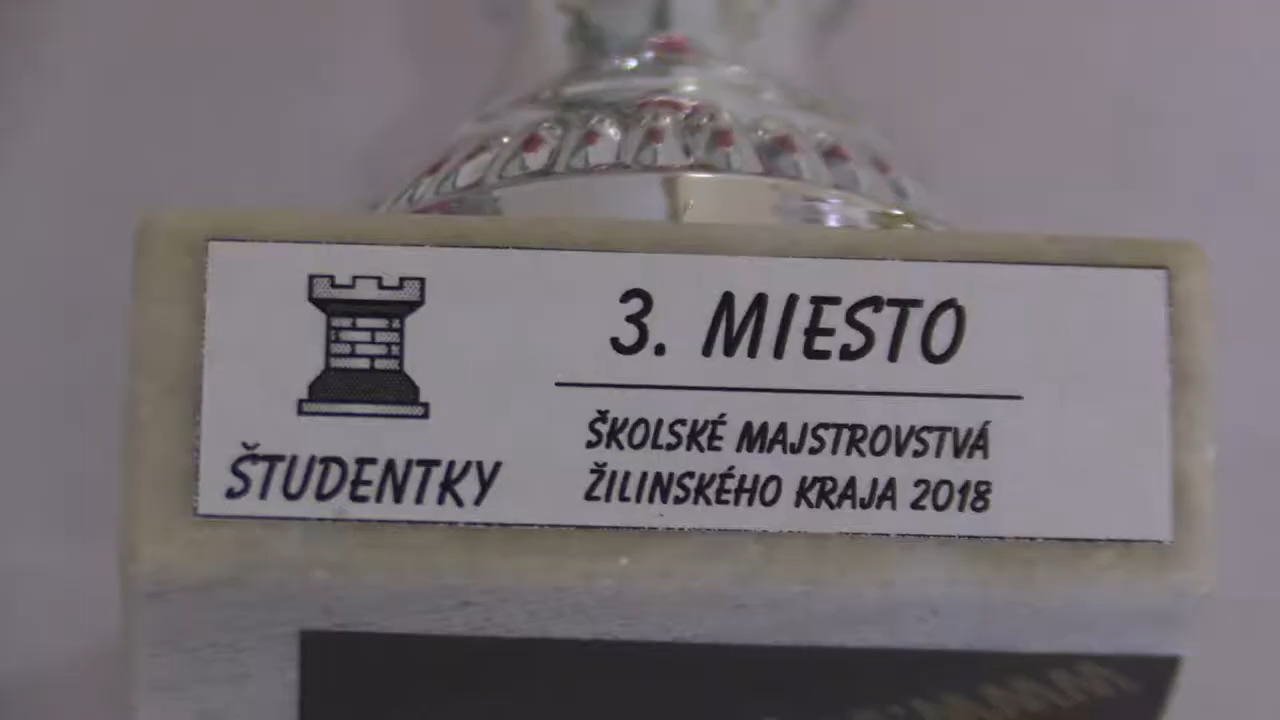 3. MIESTO
ŠKOLSKÉ MAJSTROVSTVÁ
ŽILINSKÉHO KRAJA 2018
ŠTUDENTKY